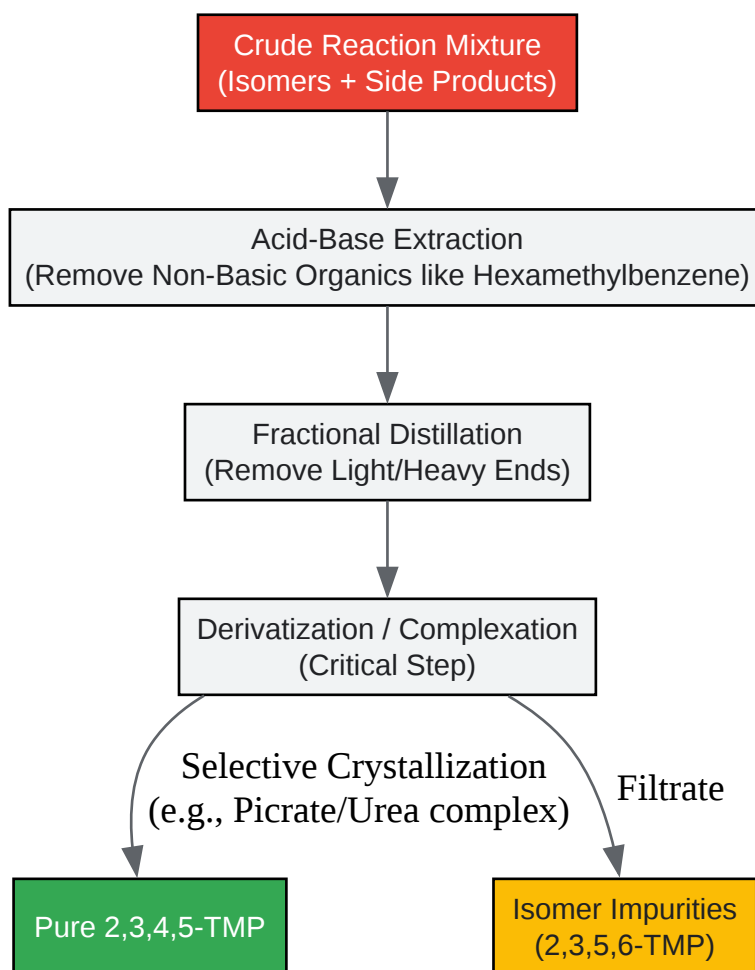 Crude Reaction Mixture
(Isomers + Side Products)
Acid-Base Extraction
(Remove Non-Basic Organics like Hexamethylbenzene)
Fractional Distillation
(Remove Light/Heavy Ends)
Derivatization / Complexation
(Critical Step)
Selective Crystallization
(e.g., Picrate/Urea complex)
Filtrate
Pure 2,3,4,5-TMP
Isomer Impurities
(2,3,5,6-TMP)